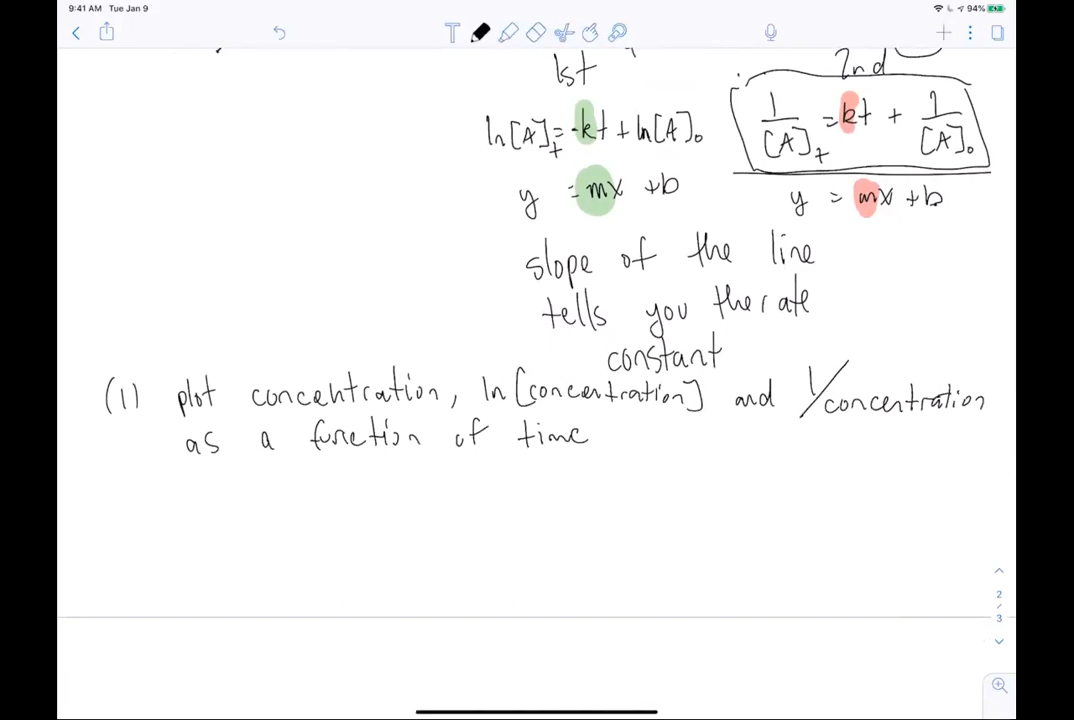 9:41 AM Tue Jan 9
94%
1st
2nd
ln[A]t = -kt + ln[A]₀
1/[A]t = kt + 1/[A]₀
y = mx + b
y = mx + b
slope of the line
tells you the rate
constant
(1) plot concentration, ln[concentration] and 1/concentration
as a function of time
2
/
3